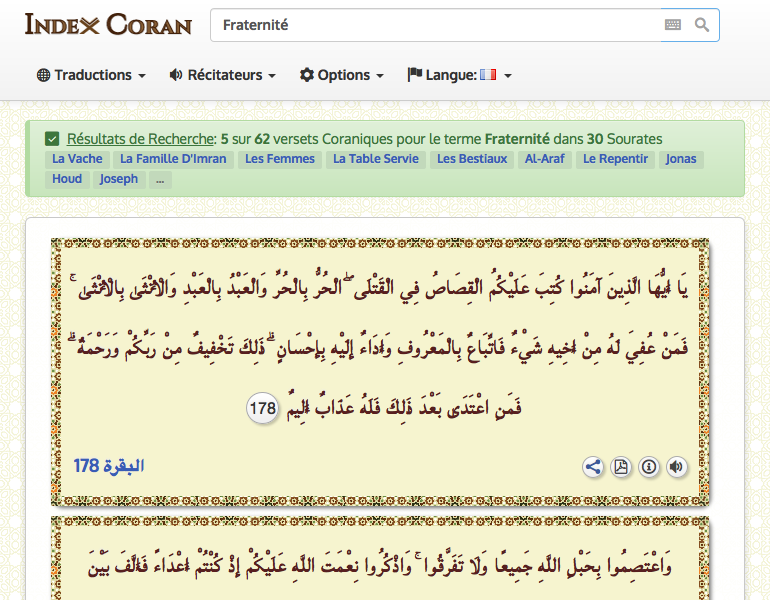 Index Coran
Fraternité
Traductions Récitateurs Options Langue:
Résultats de Recherche: 5 sur 62 versets Coraniques pour le terme Fraternité dans 30 Sourates
La Vache La Famille D'Imran Les Femmes La Table Servie Les Bestiaux Al-Araf Le Repentir Jonas
Houd Joseph ...
يَا أَيُّهَا الَّذِينَ آمَنُوا كُتِبَ عَلَيْكُمُ الْقِصَاصُ فِي الْقَتْلَى ۖ الْحُرُّ بِالْحُرِّ وَالْعَبْدُ بِالْعَبْدِ وَالْأُنْثَىٰ بِالْأُنْثَىٰ ۚ
فَمَنْ عُفِيَ لَهُ مِنْ أَخِيهِ شَيْءٌ فَاتِّبَاعٌ بِالْمَعْرُوفِ وَأَدَاءٌ إِلَيْهِ بِإِحْسَانٍ ۗ ذَٰلِكَ تَخْفِيفٌ مِنْ رَبِّكُمْ وَرَحْمَةٌ ۗ
فَمَنِ اعْتَدَى بَعْدَ ذَٰلِكَ فَلَهُ عَذَابٌ أَلِيمٌ 178
البقرة 178
وَاعْتَصِمُوا بِحَبْلِ اللَّهِ جَمِيعًا وَلَا تَفَرَّقُوا ۚ وَاذْكُرُوا نِعْمَتَ اللَّهِ عَلَيْكُمْ إِذْ كُنْتُمْ أَعْدَاءً فَأَلَّفَ بَيْنَ